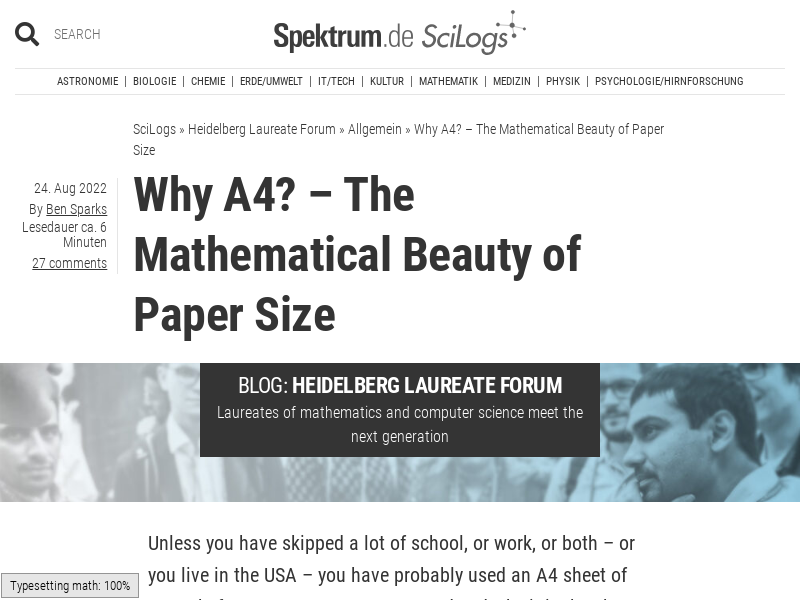 SEARCH
Spektrum.de SciLogs
ASTRONOMIE | BIOLOGIE | CHEMIE | ERDE/UMWELT | IT/TECH | KULTUR | MATHEMATIK | MEDIZIN | PHYSIK | PSYCHOLOGIE/HIRNFORSCHUNG
SciLogs » Heidelberg Laureate Forum » Allgemein » Why A4? – The Mathematical Beauty of Paper
Size
24. Aug 2022
By Ben Sparks
Lesedauer ca. 6
Minuten
27 comments
Why A4? – The
Mathematical Beauty of
Paper Size
BLOG: HEIDELBERG LAUREATE FORUM
Laureates of mathematics and computer science meet the
next generation
Unless you have skipped a lot of school, or work, or both – or
you live in the USA – you have probably used an A4 sheet of
Typesetting math: 100%